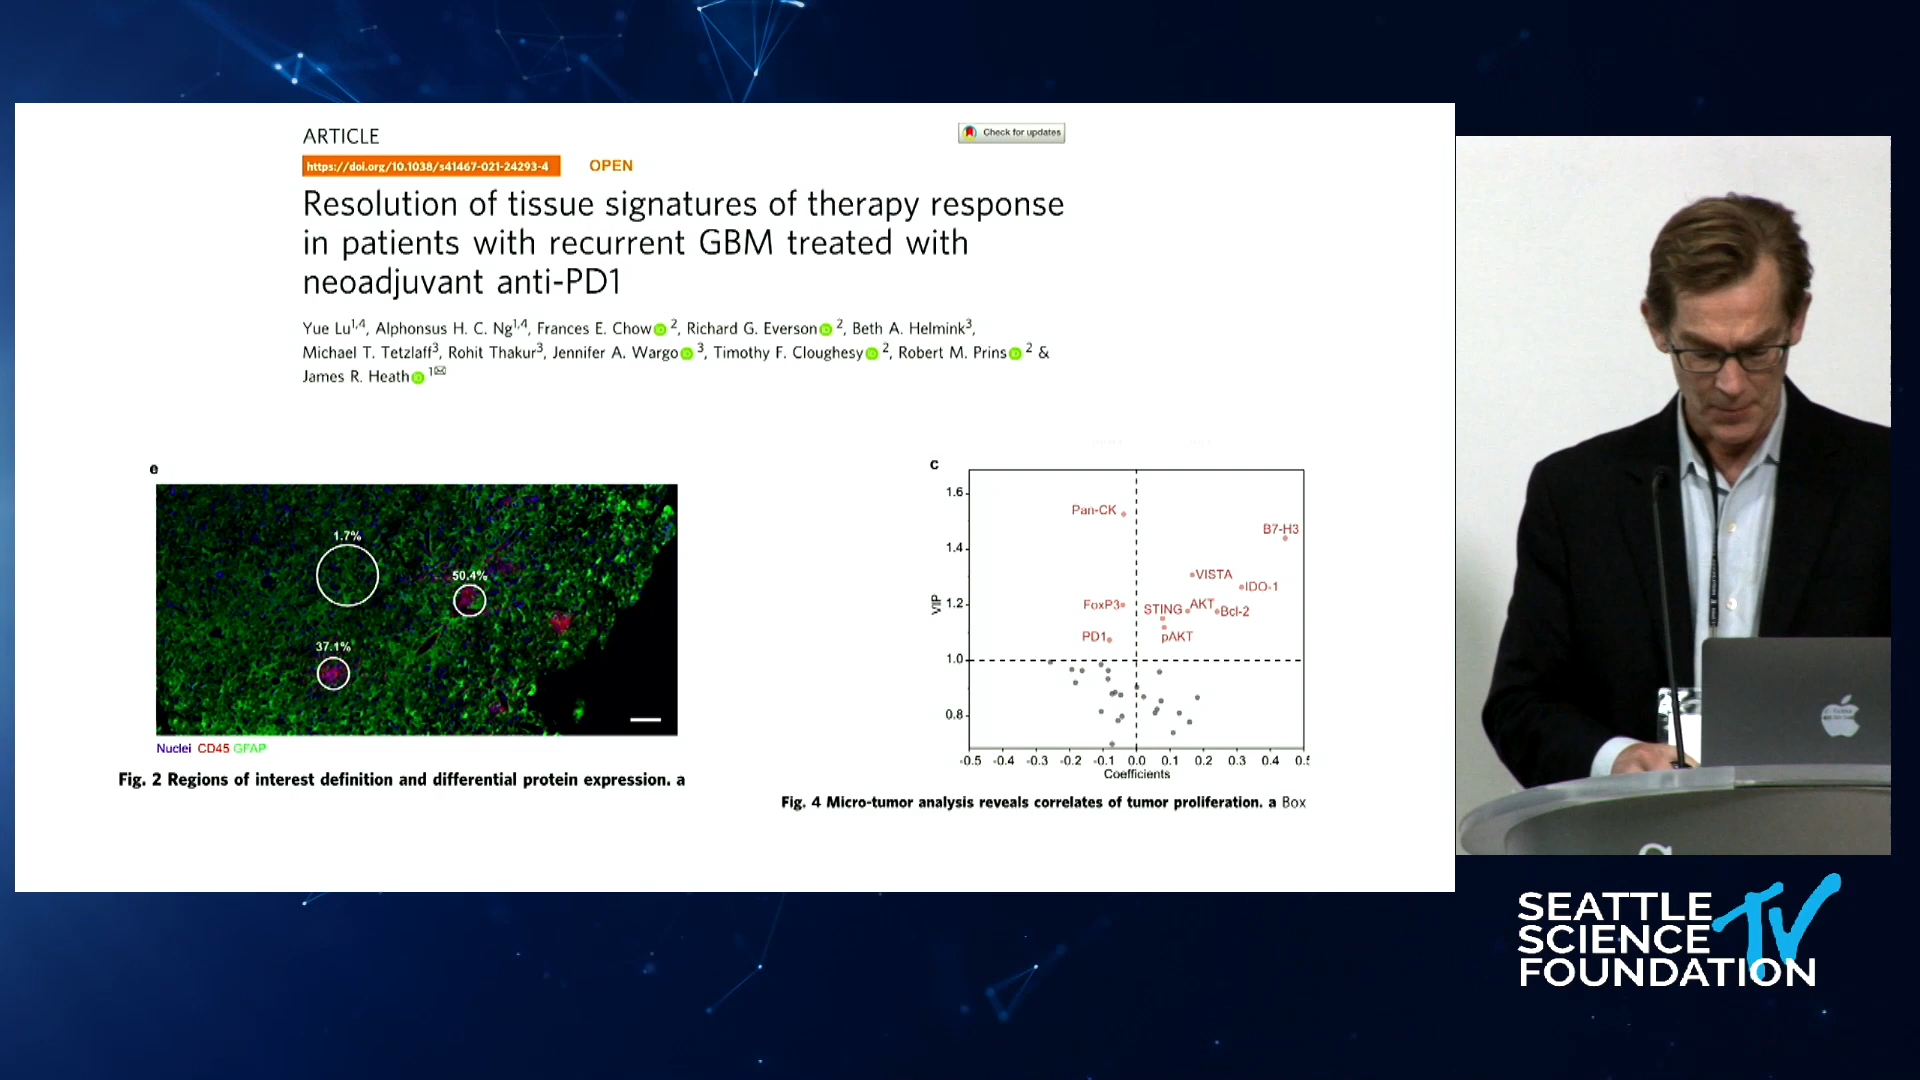 ARTICLE
Check for updates
https://doi.org/10.1038/s41467-021-24293-4 OPEN
Resolution of tissue signatures of therapy response
in patients with recurrent GBM treated with
neoadjuvant anti-PD1
Yue Lu1,4, Alphonsus H. C. Ng1,4, Frances E. Chow 2, Richard G. Everson 2, Beth A. Helmink3,
Michael T. Tetzlaff3, Rohit Thakur3, Jennifer A. Wargo 3, Timothy F. Cloughesy 2, Robert M. Prins 2 &
James R. Heath 1✉
e
1.7%
50.4%
37.1%
Nuclei CD45 GFAP
Fig. 2 Regions of interest definition and differential protein expression. a
C
1.6
1.4
1.2
1.0
0.8
VIP
Pan-CK
B7-H3
VISTA
IDO-1
FoxP3
STING
AKT
Bcl-2
PD1
pAKT
-0.5 -0.4 -0.3 -0.2 -0.1 0.0 0.1 0.2 0.3 0.4
Coefficients
Fig. 4 Micro-tumor analysis reveals correlates of tumor proliferation. a Box
SEATTLE
SCIENCE
FOUNDATION
TV